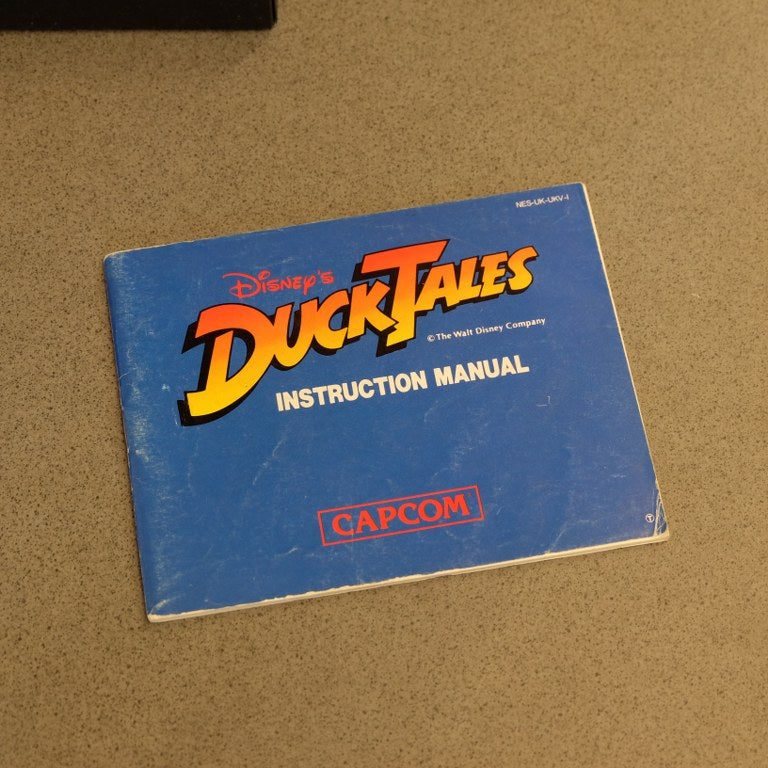 NES-UK-UKV-I
Disney's
DUCKTALES
© The Walt Disney Company
INSTRUCTION MANUAL
CAPCOM
T